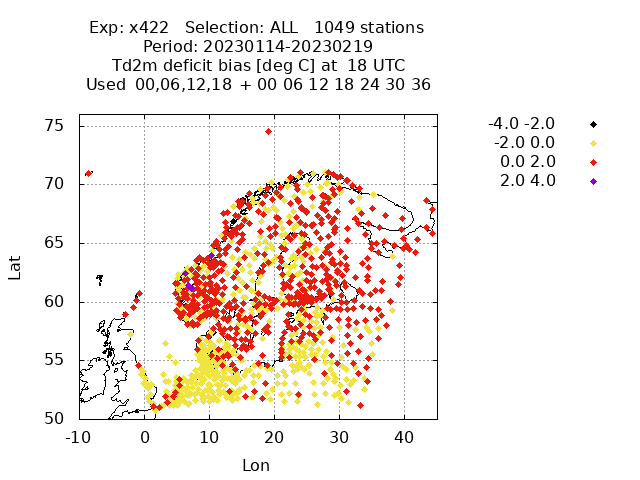 Exp: x422 Selection: ALL 1049 stations
Period: 20230114-20230219
Td2m deficit bias [deg C] at 18 UTC
Used 00,06,12,18 + 00 06 12 18 24 30 36
-4.0 -2.0
-2.0 0.0
0.0 2.0
2.0 4.0
75
70
65
60
55
50
Lat
-10 0 10 20 30 40
Lon